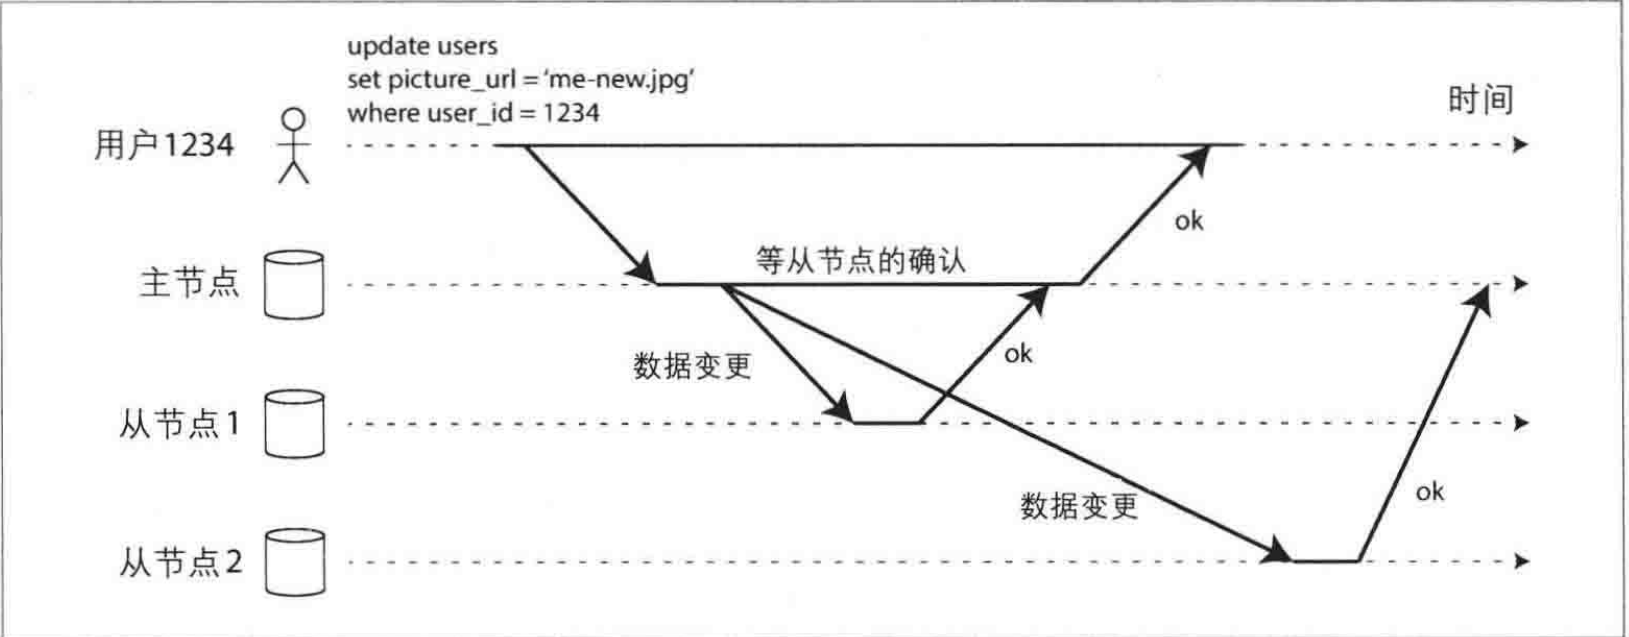 update users
set picture_url = ‘me-new.jpg’
where user_id = 1234
时间
用户1234
ok
等从节点的确认
主节点
数据变更
ok
从节点1
数据变更
ok
从节点2